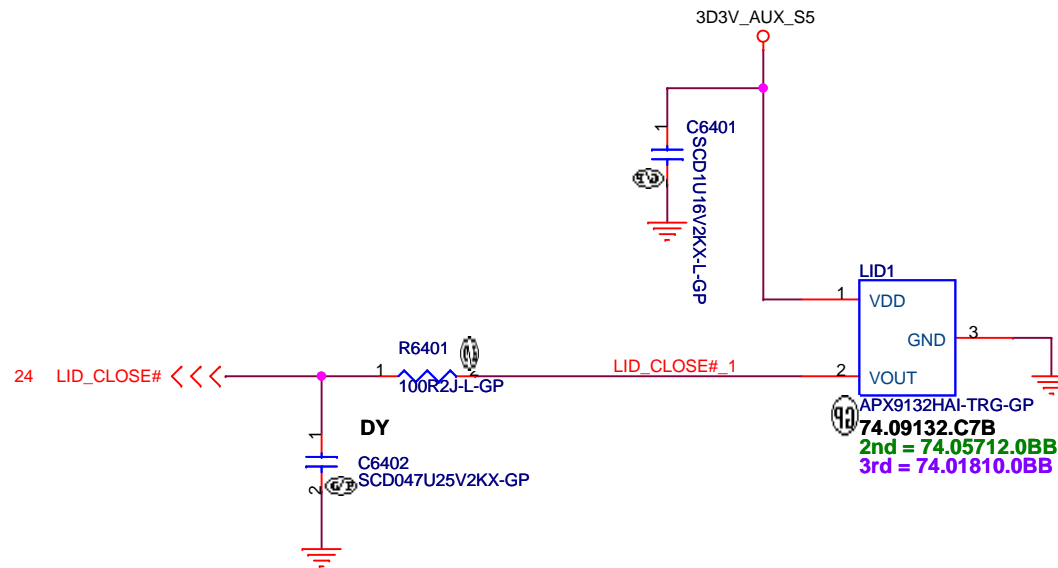 3D3V_AUX_S5
1
C6401
SCD1U16V2KX-L-GP
LID1
1
VDD
GND
3
2
VOUT
APX9132HAI-TRG-GP
74.09132.C7B
2nd = 74.05712.0BB
3rd = 74.01810.0BB
24
LID_CLOSE#
1
R6401
2
100R2J-L-GP
LID_CLOSE#_1
1
DY
C6402
SCD047U25V2KX-GP
2